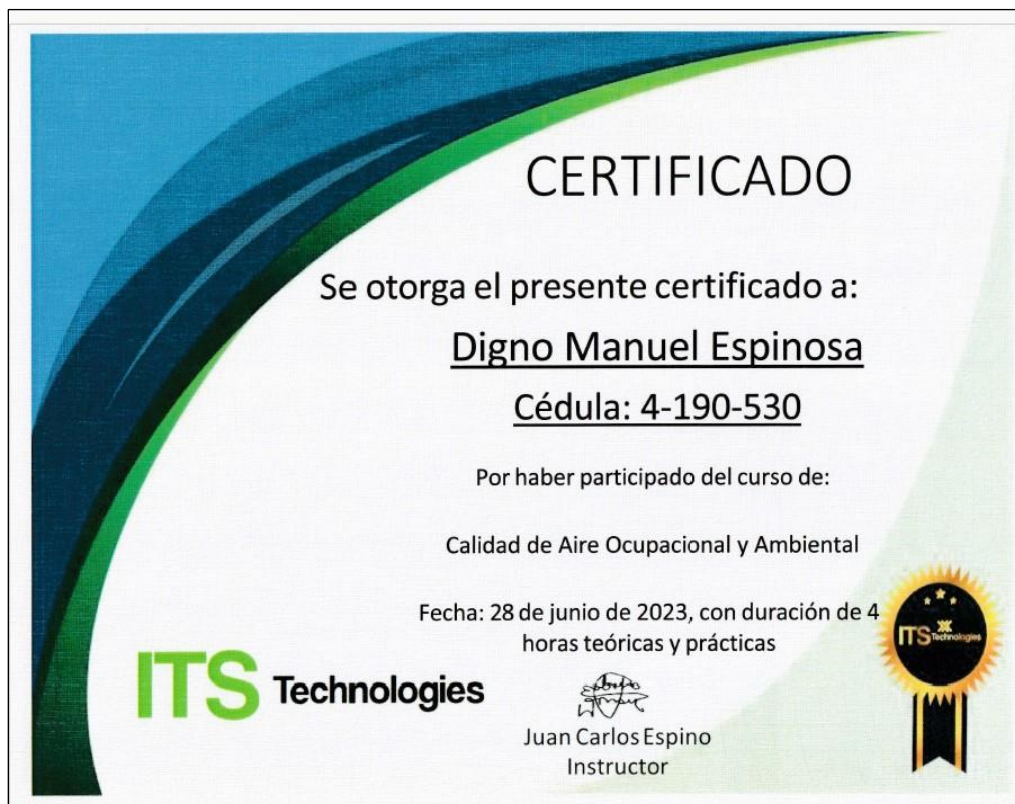 CERTIFICADO
Se otorga el presente certificado a:
Digno Manuel Espinosa
Cédula: 4-190-530
Por haber participado del curso de:
Calidad de Aire Ocupacional y Ambiental
Fecha: 28 de junio de 2023, con duración de 4
horas teóricas y prácticas
ITS Technologies
ITS Technologies
Juan Carlos Espino
Instructor